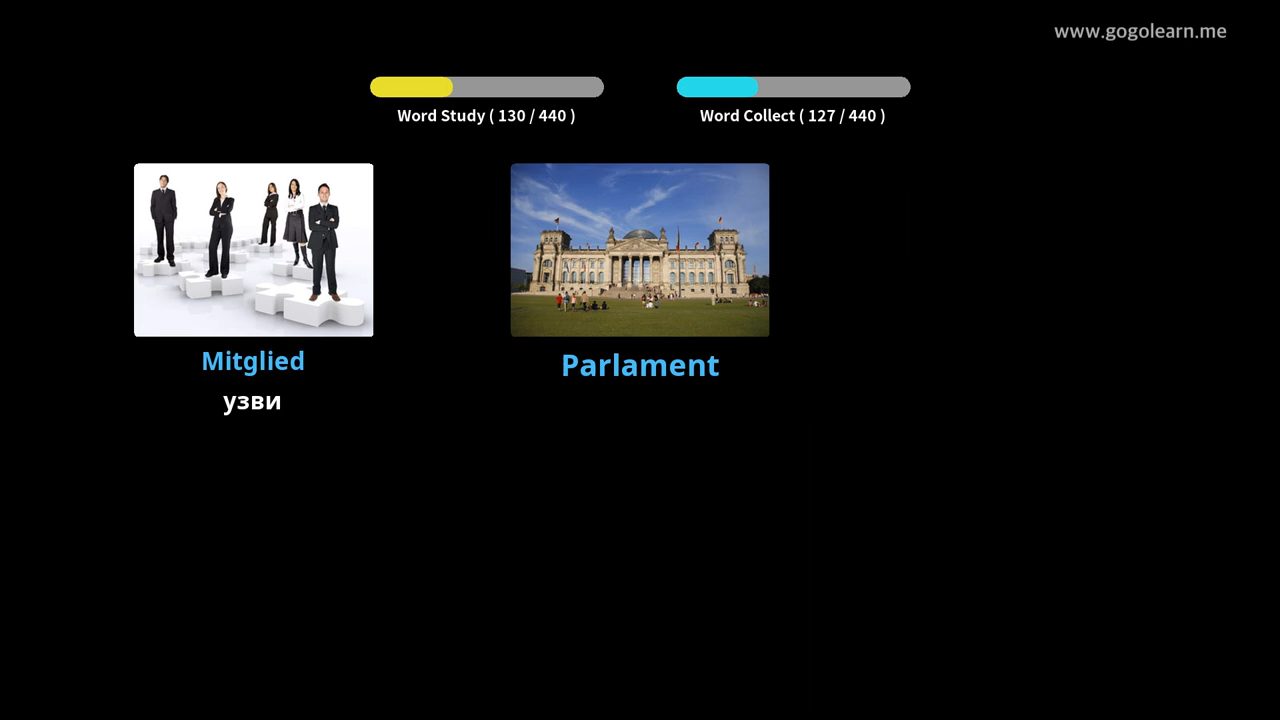 www.gogolearn.me
Word Study ( 130 / 440 )
Word Collect ( 127 / 440 )
Mitglied
узви
Parlament